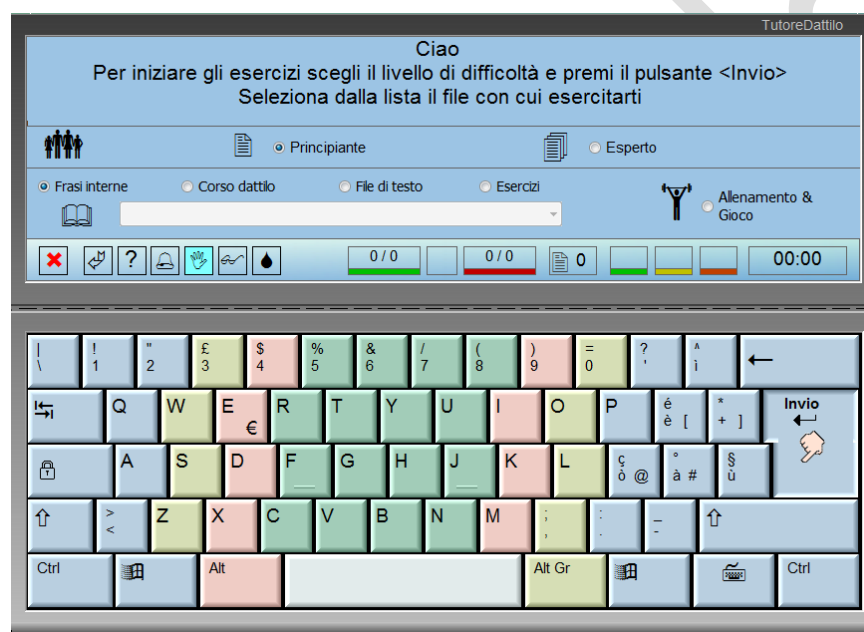 TutoreDattilo
Ciao
Per iniziare gli esercizi scegli il livello di difficoltà e premi il pulsante <Invio>
Seleziona dalla lista il file con cui esercitarti
Principiante Esperto
Frasi interne Corso dattilo File di testo Esercizi Allenamento &
Gioco
? 0 / 0 0 / 0 0 00:00
| ! " £ $ % & / ( ) = ? ^
\ 1 2 3 4 5 6 7 8 9 0 ' ì
Q W E € R T Y U I O P é è [ * + ] Invio
A S D F G H J K L ç ò @ ° à # § ù
> < Z X C V B N M ; , : . _ -
Ctrl Alt Alt Gr Ctrl